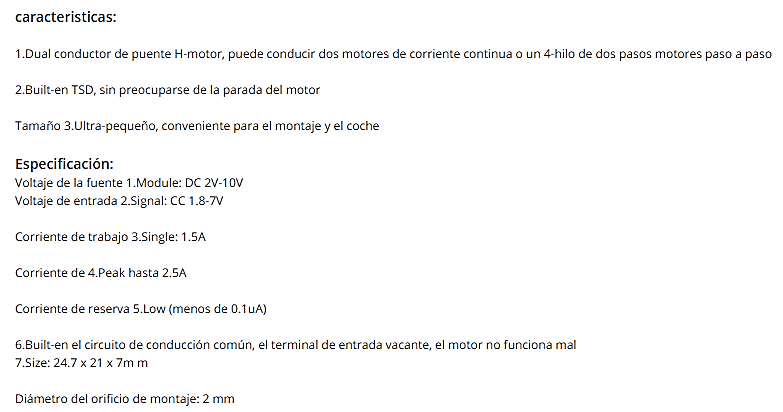 caracteristicas:
1.Dual conductor de puente H-motor, puede conducir dos motores de corriente continua o un 4-hilo de dos pasos motores paso a paso
2.Built-en TSD, sin preocuparse de la parada del motor
Tamaño 3.Ultra-pequeño, conveniente para el montaje y el coche
Especificación:
Voltaje de la fuente 1.Module: DC 2V-10V
Voltaje de entrada 2.Signal: CC 1.8-7V
Corriente de trabajo 3.Single: 1.5A
Corriente de 4.Peak hasta 2.5A
Corriente de reserva 5.Low (menos de 0.1uA)
6.Built-en el circuito de conducción común, el terminal de entrada vacante, el motor no funciona mal
7.Size: 24.7 x 21 x 7m m
Diámetro del orificio de montaje: 2 mm